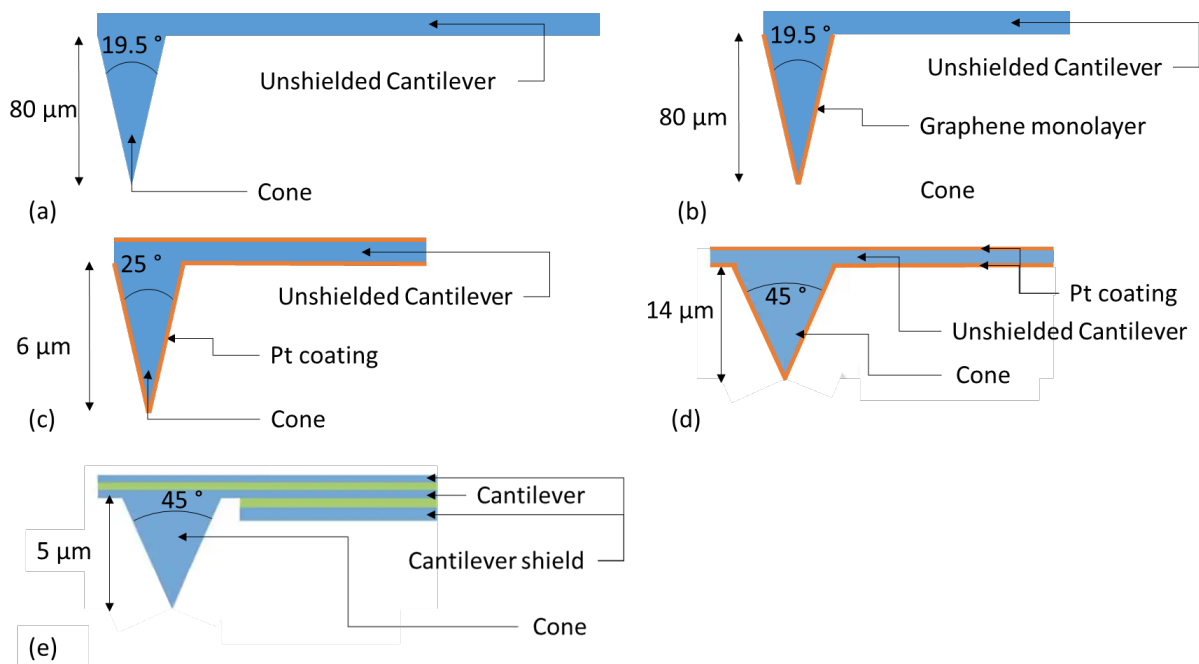 19.5 °
Unshielded Cantilever
80 µm
Cone
(a)
19.5 °
Unshielded Cantilever
80 µm
Graphene monolayer
Cone
(b)
25 °
Unshielded Cantilever
6 µm
Pt coating
Cone
(c)
45 °
Pt coating
14 µm
Unshielded Cantilever
Cone
(d)
45 °
Cantilever
5 µm
Cantilever shield
Cone
(e)